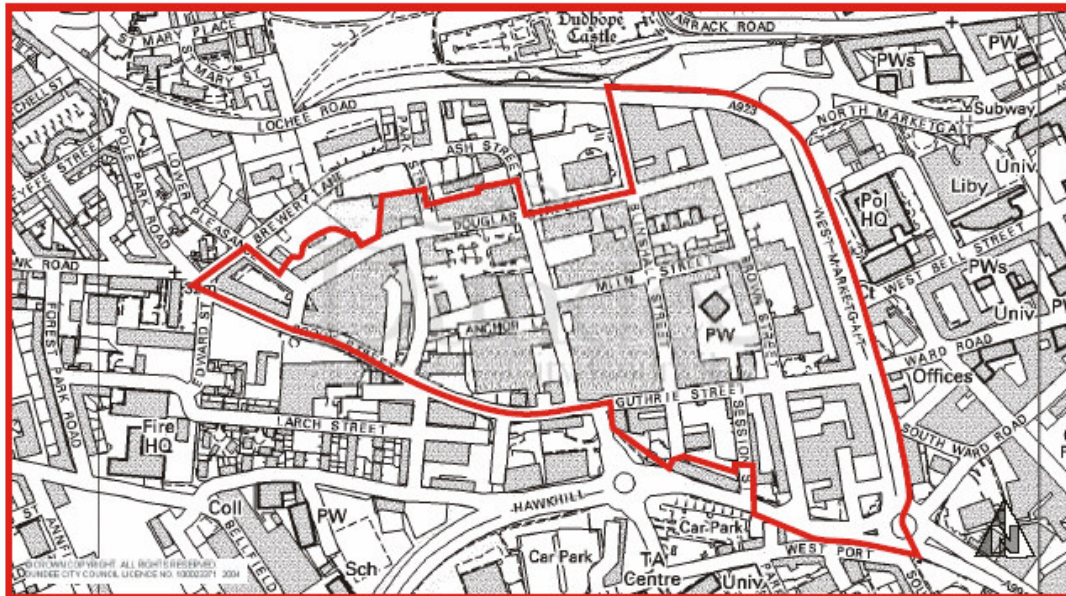 Dudhope
Castle
ARRACK ROAD
ST MARY PLACE
ST MARY ST
PW
PWs
Subway
A923
NORTH MARKETGAIT
LOCHEE ROAD
PARK
ASH STREET
POLE PARK ROAD
LOWER
BREWERY LANE
Univ
Liby
Pol
HQ
DOUGLAS STREET
BLINSHALL STREET
WEST MARKETGAIT
STREET
WEST BELL
PWs
NK ROAD
MILN STREET
BROWN STREET
Univ
ANCHOR
PW
FOREST
PARK ROAD
EDWARD ST
WARD ROAD
Offices
GUTHRIE STREET
Fire
HQ
LARCH STREET
SESSION S
SOUTH WARD ROAD
HAWKHILL
Coll
PW
Car Park
WEST PORT
BELLFIELD
Sch
Car Park
TA
Centre
Univ
N
© CROWN COPYRIGHT. ALL RIGHTS RESERVED
DUNDEE CITY COUNCIL LICENCE NO. 100023371 2004